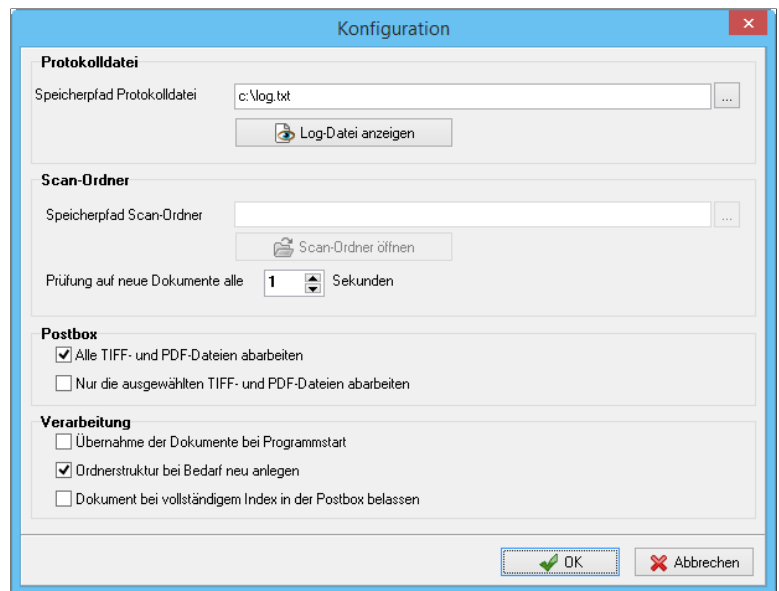 Konfiguration
Protokolldatei
Speicherpfad Protokolldatei c:\log.txt ...
Log-Datei anzeigen
Scan-Ordner
Speicherpfad Scan-Ordner ...
Scan-Ordner öffnen
Prüfung auf neue Dokumente alle 1 Sekunden
Postbox
Alle TIFF- und PDF-Dateien abarbeiten
Nur die ausgewählten TIFF- und PDF-Dateien abarbeiten
Verarbeitung
Übernahme der Dokumente bei Programmstart
Ordnerstruktur bei Bedarf neu anlegen
Dokument bei vollständigem Index in der Postbox belassen
OK Abbrechen